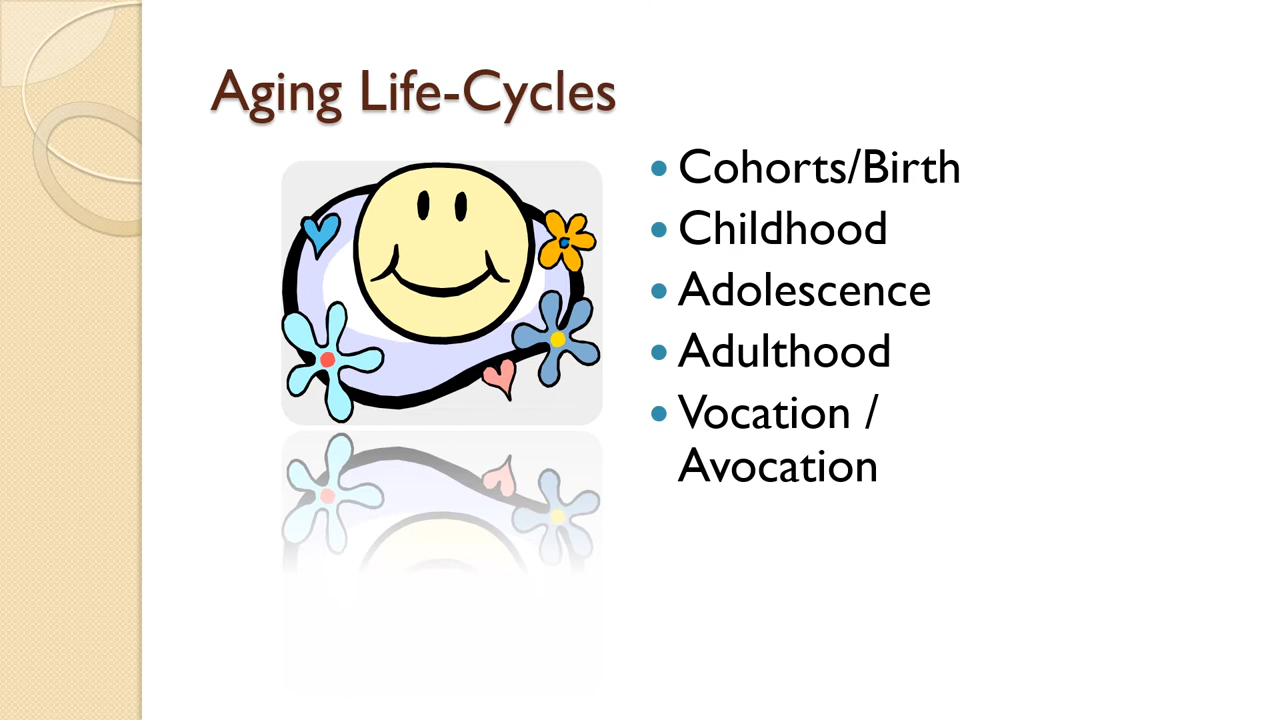 Aging Life-Cycles
• Cohorts/Birth
• Childhood
• Adolescence
• Adulthood
• Vocation /
Avocation